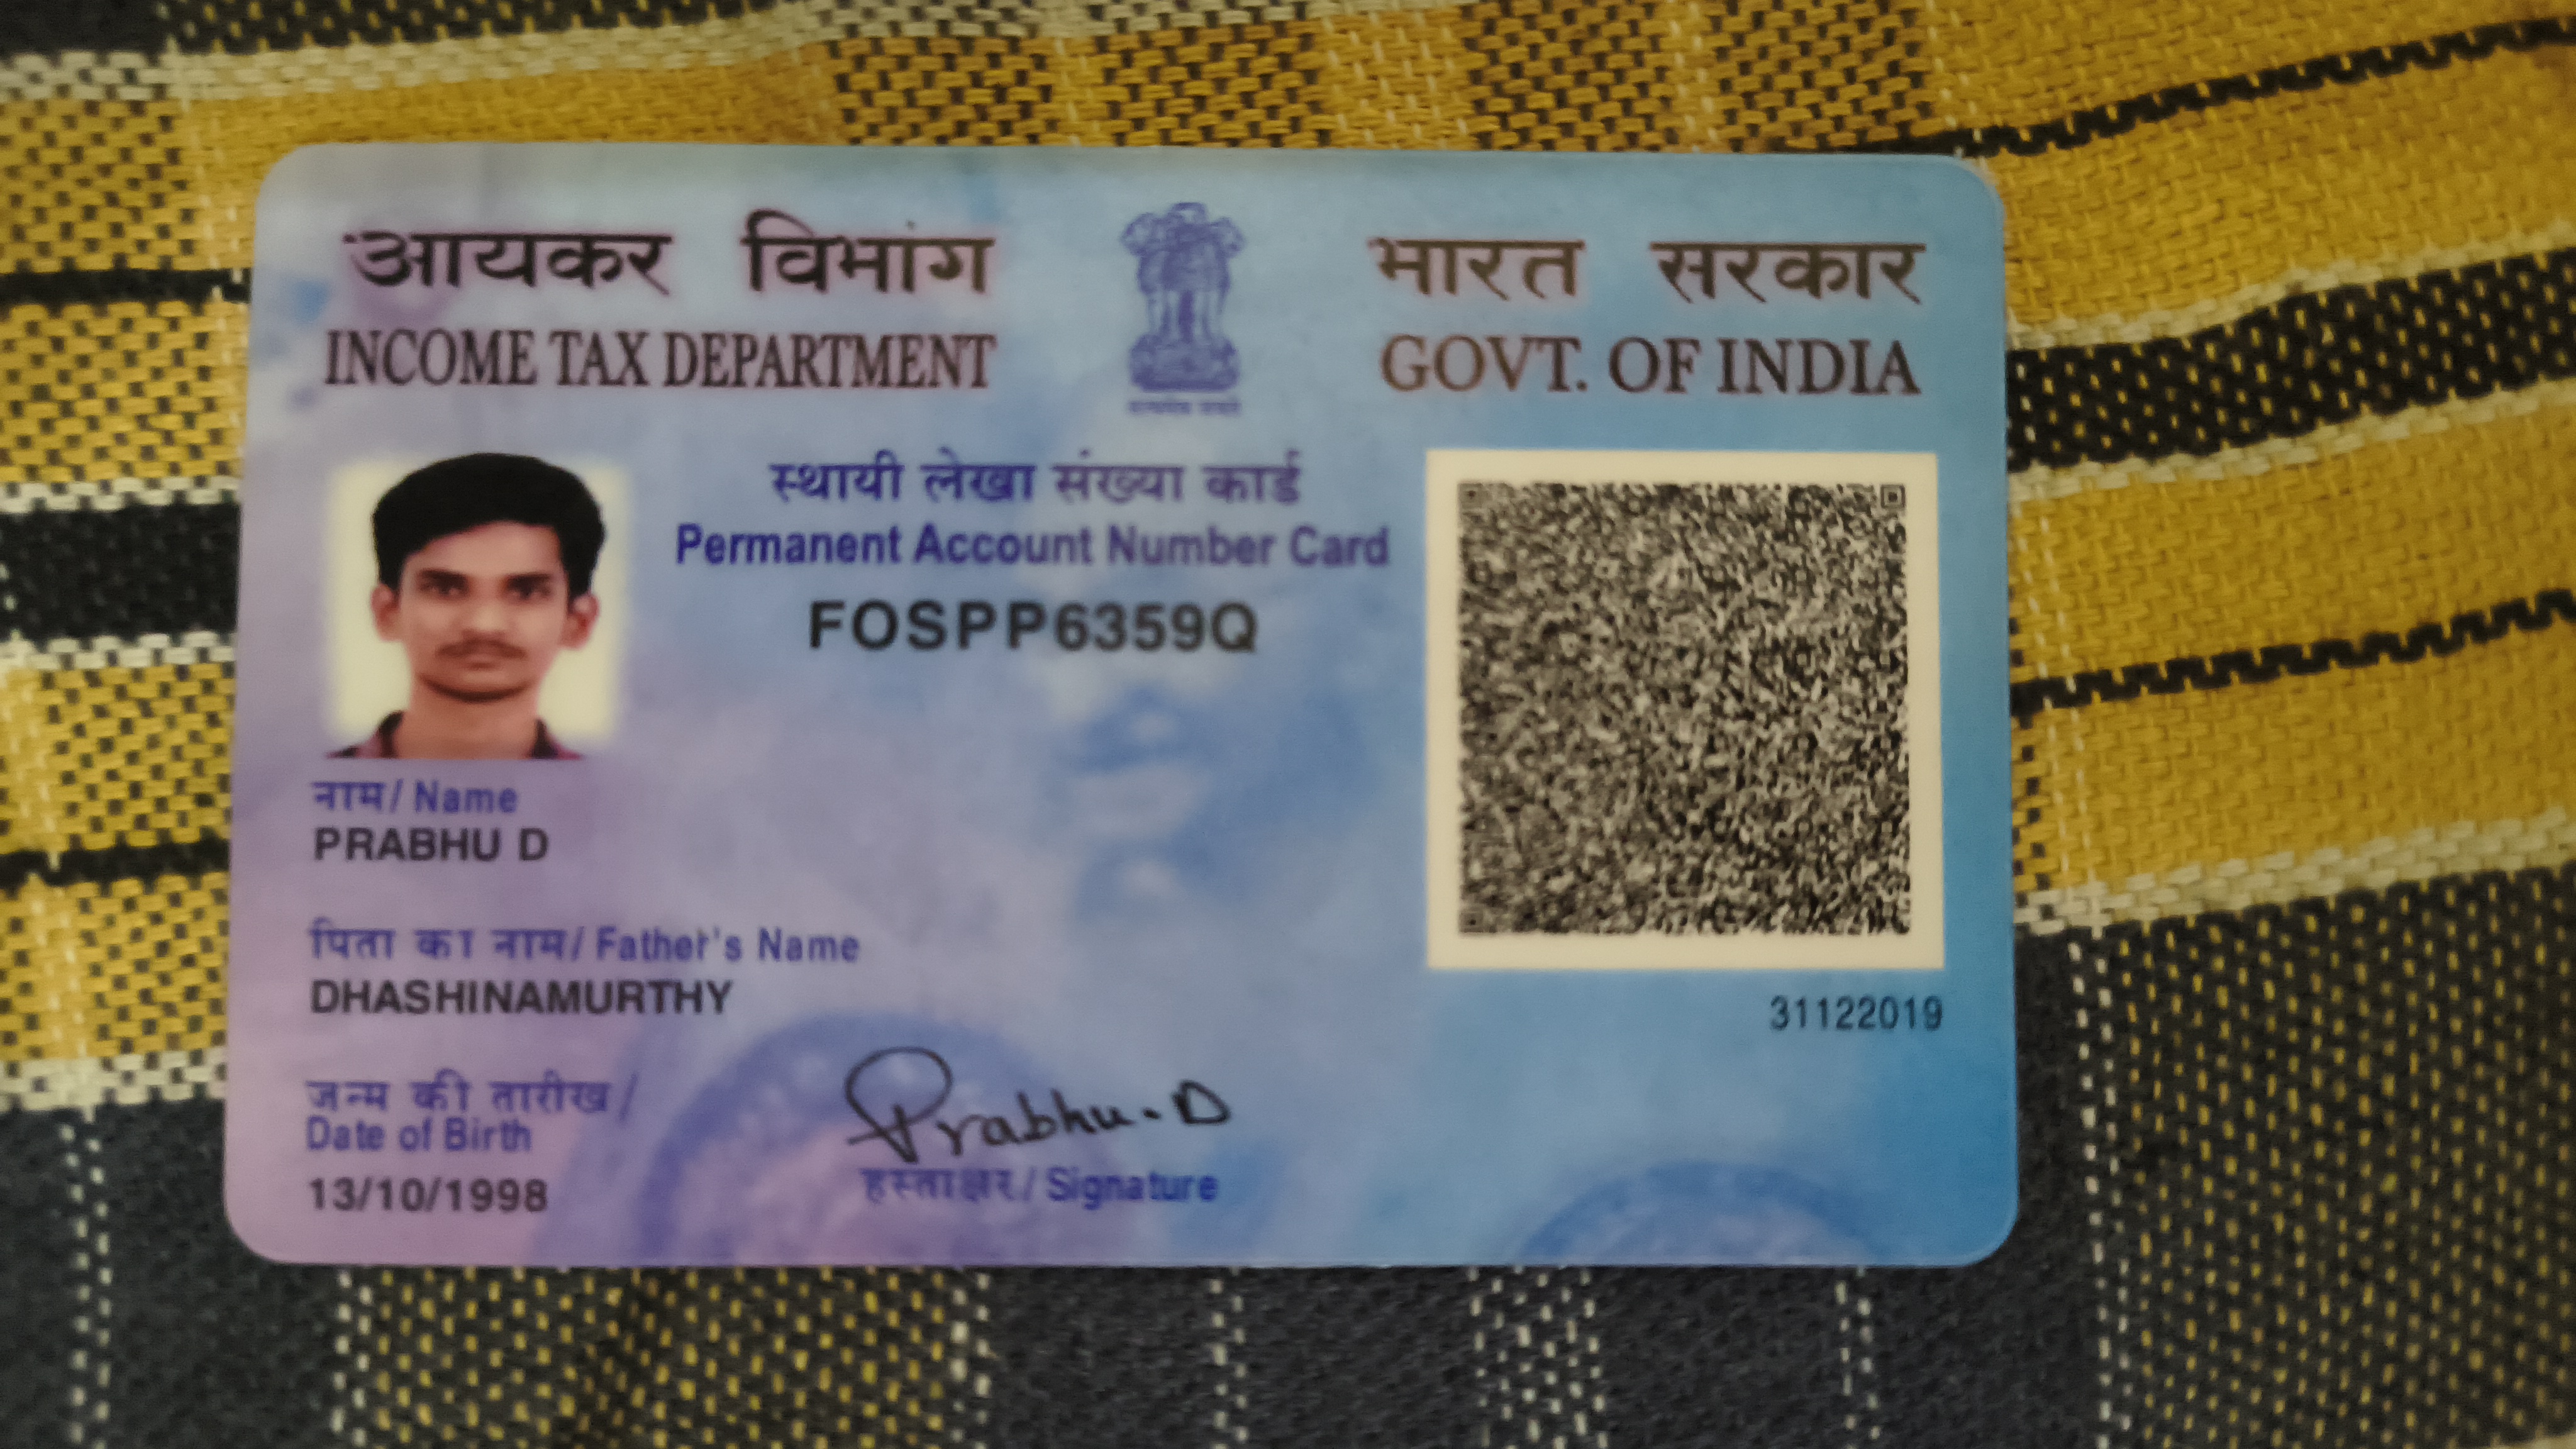 आयकर विभाग
INCOME TAX DEPARTMENT
भारत सरकार
GOVT. OF INDIA
स्थायी लेखा संख्या कार्ड
Permanent Account Number Card
FOSPP6359Q
नाम / Name
PRABHU D
पिता का नाम / Father's Name
DHASHINAMURTHY
जन्म की तारीख /
Date of Birth
13/10/1998
Prabhu.D
हस्ताक्षर / Signature
31122019